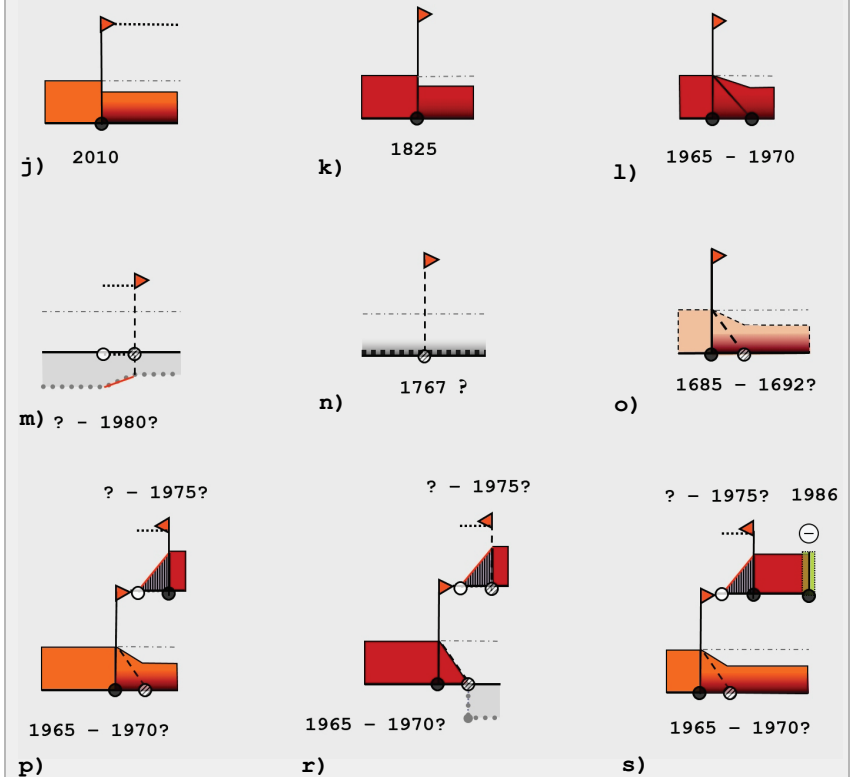 j) 2010
k) 1825
l) 1965 – 1970
m) ? – 1980?
n) 1767 ?
o) 1685 – 1692?
? – 1975?
? – 1975?
? – 1975? 1986
1965 – 1970?
1965 – 1970?
1965 – 1970?
p)
r)
s)